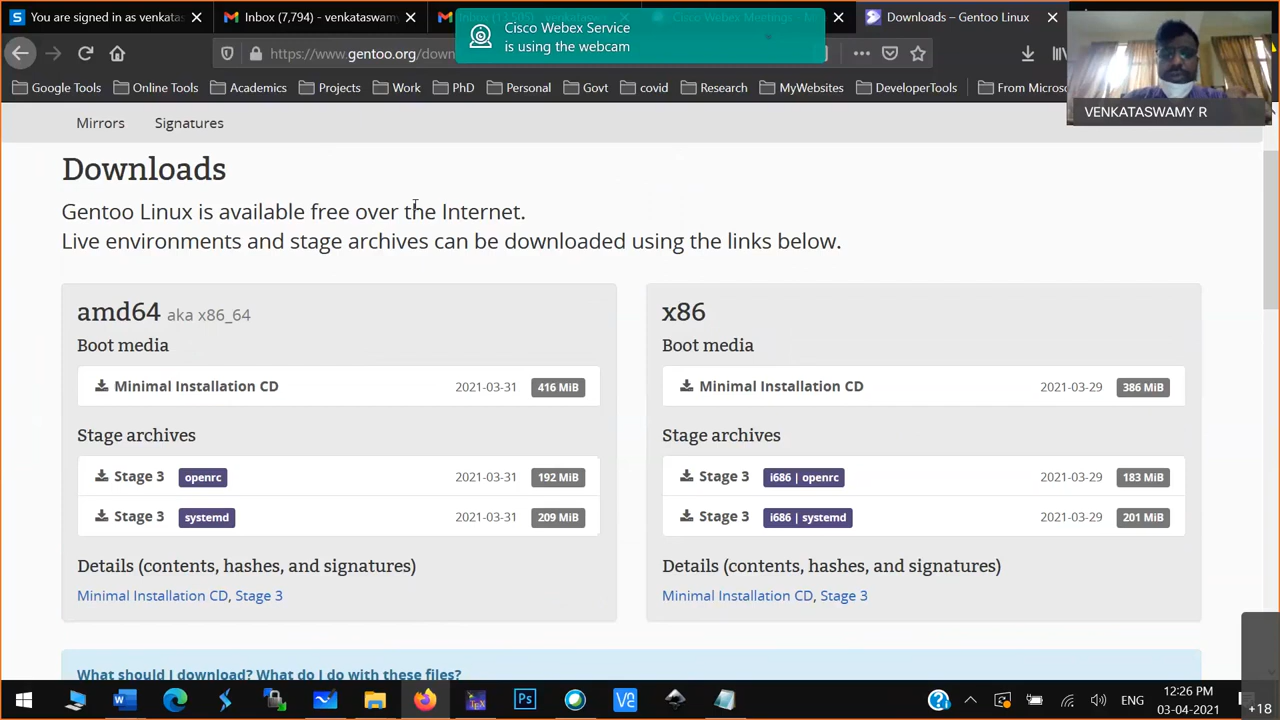 You are signed in as venkatas
Inbox (7,794) - venkataswamy
Downloads – Gentoo Linux
Cisco Webex Service
is using the webcam
https://www.gentoo.org/down
Google Tools
Online Tools
Academics
Projects
Work
PhD
Personal
Govt
covid
Research
MyWebsites
DeveloperTools
From Micros
VENKATASWAMY R
Mirrors
Signatures
Downloads
Gentoo Linux is available free over the Internet.
Live environments and stage archives can be downloaded using the links below.
amd64 aka x86_64
Boot media
Minimal Installation CD 2021-03-31 416 MiB
Stage archives
Stage 3 openrc 2021-03-31 192 MiB
Stage 3 systemd 2021-03-31 209 MiB
Details (contents, hashes, and signatures)
Minimal Installation CD, Stage 3
x86
Boot media
Minimal Installation CD 2021-03-29 386 MiB
Stage archives
Stage 3 i686 | openrc 2021-03-29 183 MiB
Stage 3 i686 | systemd 2021-03-29 201 MiB
Details (contents, hashes, and signatures)
Minimal Installation CD, Stage 3
What should I download? What do I do with these files?
ENG
12:26 PM
03-04-2021
+18